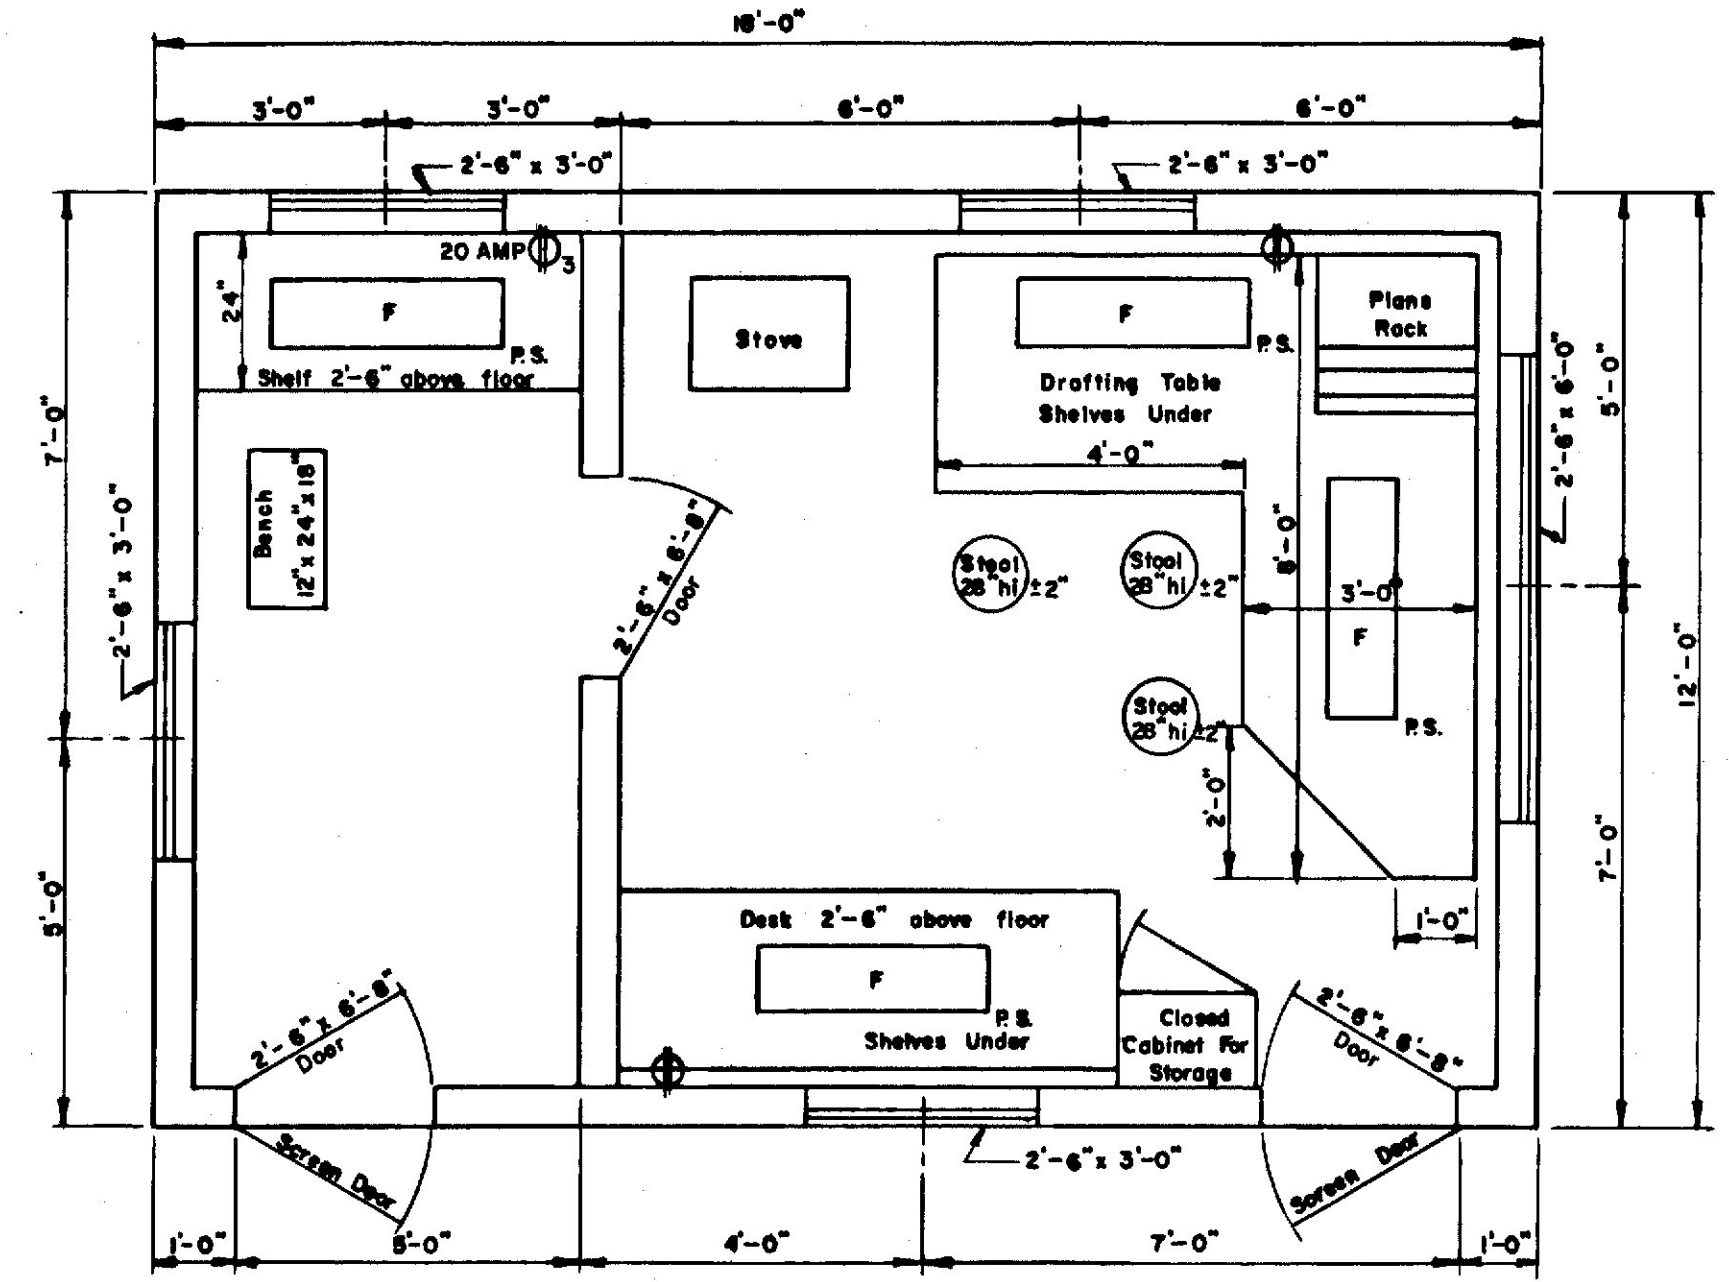 18'-0"
3'-0" 3'-0" 6'-0" 6'-0"
2'-6" x 3'-0" 2'-6" x 3'-0"
20 AMP 3
24"
F
P.S.
Shelf 2'-6" above floor
Stove
F
P.S.
Drafting Table
Shelves Under
4'-0"
Plans
Rack
2'-6" x 6'-0"
5'-0"
7'-0"
12'-0"
7'-0"
5'-0"
2'-6" x 3'-0"
Bench
12" x 24" x 18"
2'-6" x 6'-8"
Door
Stool
28" hi ±2"
Stool
28" hi ±2"
Stool
28" hi ±2"
8'-0"
3'-0"
F
P.S.
2'-0"
1'-0"
Desk 2'-6" above floor
F
P.S.
Shelves Under
Closed
Cabinet For
Storage
2'-6" x 6'-8"
Door
2'-6" x 6'-8"
Door
Screen Door
Screen Door
2'-6" x 3'-0"
1'-0" 5'-0" 4'-0" 7'-0" 1'-0"